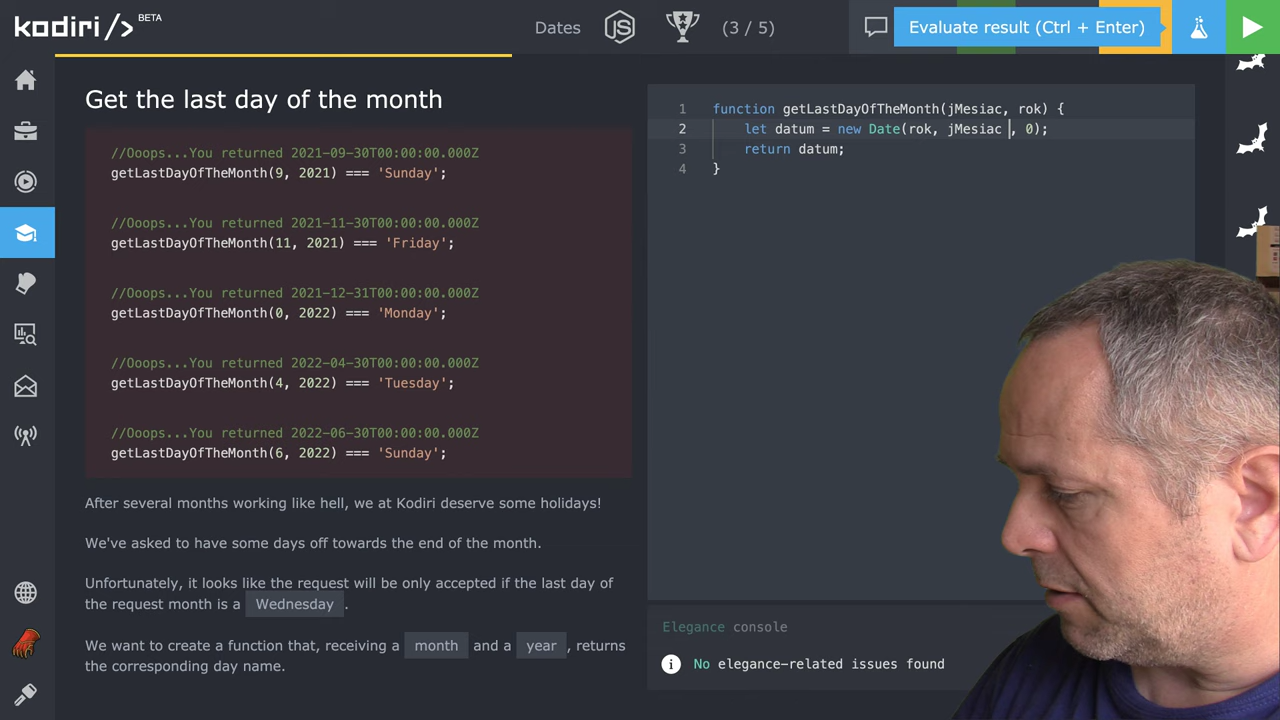 kodiri/> BETA
Dates
JS
(3 / 5)
Evaluate result (Ctrl + Enter)
Get the last day of the month
//Ooops...You returned 2021-09-30T00:00:00.000Z
getLastDayOfTheMonth(9, 2021) === 'Sunday';
//Ooops...You returned 2021-11-30T00:00:00.000Z
getLastDayOfTheMonth(11, 2021) === 'Friday';
//Ooops...You returned 2021-12-31T00:00:00.000Z
getLastDayOfTheMonth(0, 2022) === 'Monday';
//Ooops...You returned 2022-04-30T00:00:00.000Z
getLastDayOfTheMonth(4, 2022) === 'Tuesday';
//Ooops...You returned 2022-06-30T00:00:00.000Z
getLastDayOfTheMonth(6, 2022) === 'Sunday';
After several months working like hell, we at Kodiri deserve some holidays!
We've asked to have some days off towards the end of the month.
Unfortunately, it looks like the request will be only accepted if the last day of
the request month is a Wednesday .
We want to create a function that, receiving a month and a year , returns
the corresponding day name.
1 function getLastDayOfTheMonth(jMesiac, rok) {
2 let datum = new Date(rok, jMesiac , 0);
3 return datum;
4 }
Elegance console
No elegance-related issues found